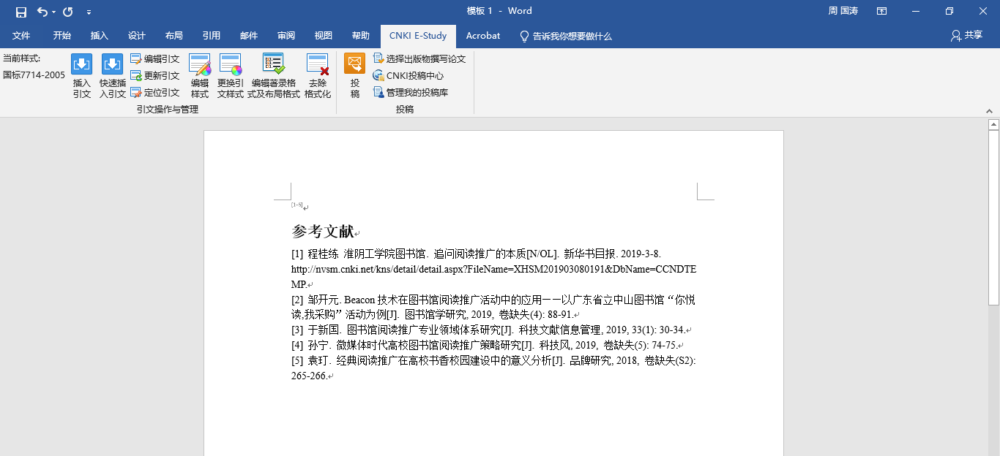 模板 1 - Word
周 国涛
文件 开始 插入 设计 布局 引用 邮件 审阅 视图 帮助 CNKI E-Study Acrobat 告诉我你想要做什么 共享
当前样式:
国标7714-2005
插入
引文
快速插
入引文
编辑引文
更新引文
定位引文
编辑
样式
更换引
文样式
编辑著录格
式及布局格式
去除
格式化
引文操作与管理
投
稿
选择出版物撰写论文
CNKI投稿中心
管理我的投稿库
投稿
[1-5]
参考文献
[1] 程桂练 淮阴工学院图书馆. 追问阅读推广的本质[N/OL]. 新华书目报. 2019-3-8.
http://nvsm.cnki.net/kns/detail/detail.aspx?FileName=XHSM201903080191&DbName=CCNDTE
MP.
[2] 邹开元. Beacon 技术在图书馆阅读推广活动中的应用——以广东省立中山图书馆“你悦
读,我采购”活动为例[J]. 图书馆学研究, 2019, 卷缺失(4): 88-91.
[3] 于新国. 图书馆阅读推广专业领域体系研究[J]. 科技文献信息管理, 2019, 33(1): 30-34.
[4] 孙宁. 微媒体时代高校图书馆阅读推广策略研究[J]. 科技风, 2019, 卷缺失(5): 74-75.
[5] 袁玎. 经典阅读推广在高校书香校园建设中的意义分析[J]. 品牌研究, 2018, 卷缺失(S2):
265-266.